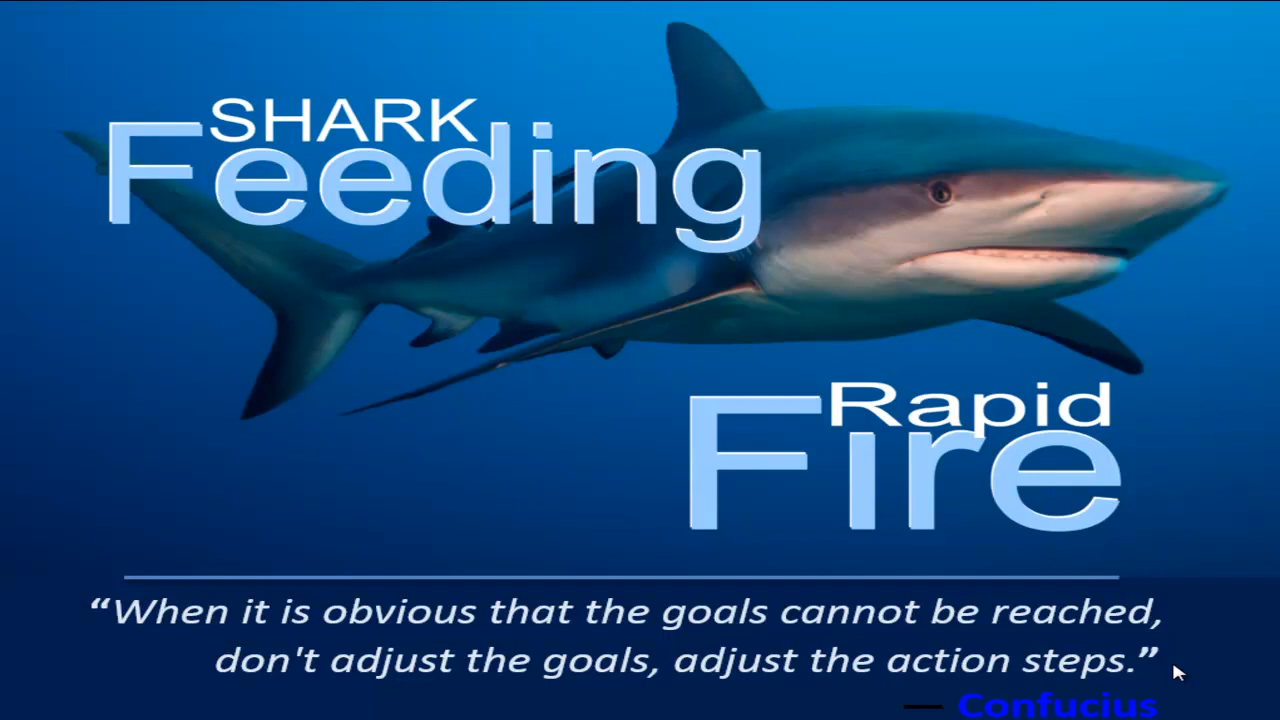 SHARK
Feeding
Rapid
Fire
“When it is obvious that the goals cannot be reached,
don't adjust the goals, adjust the action steps.”
— Confucius